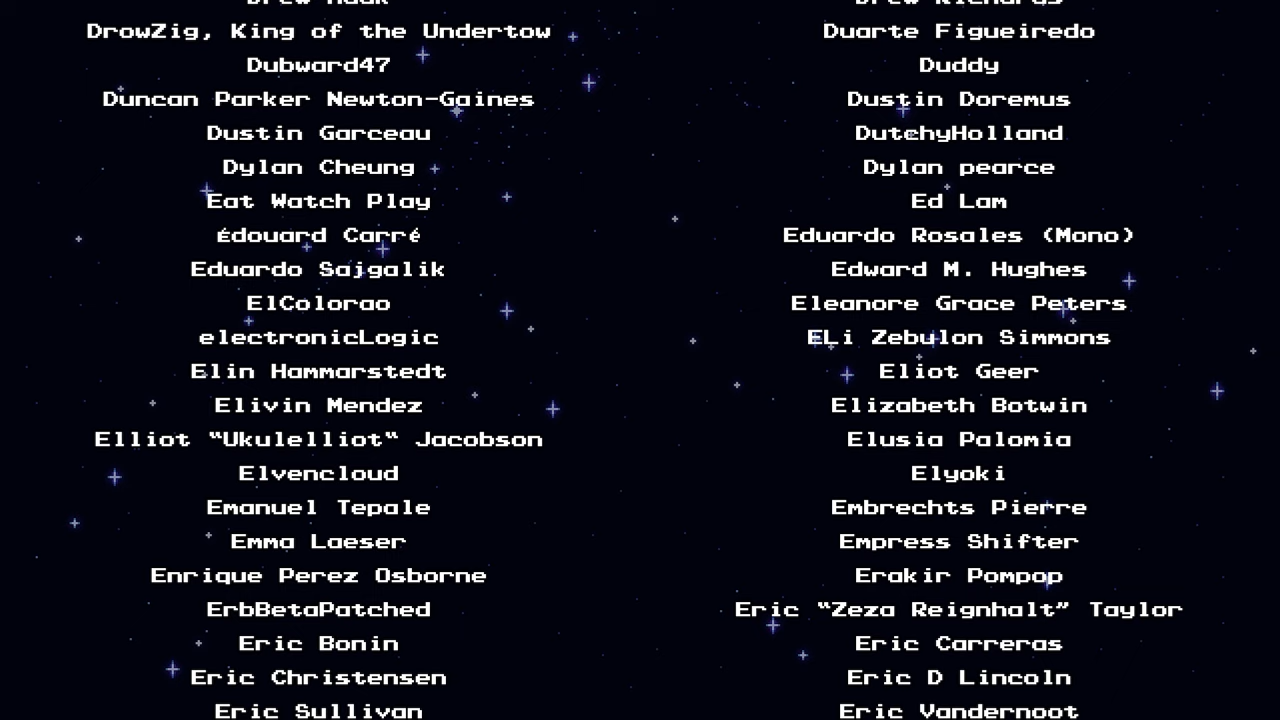 DrowZig, King of the Undertow
Duarte Figueiredo
Dubward47
Duddy
Duncan Parker Newton-Gaines
Dustin Doremus
Dustin Garceau
DutchyHolland
Dylan Cheung
Dylan pearce
Eat Watch Play
Ed Lam
édouard Carré
Eduardo Rosales (Mono)
Eduardo Sajgalik
Edward M. Hughes
ElColorao
Eleanore Grace Peters
electronicLogic
ELi Zebulon Simmons
Elin Hammarstedt
Eliot Geer
Elivin Mendez
Elizabeth Botwin
Elliot "Ukulelliot" Jacobson
Elusia Palomia
Elvencloud
Elyoki
Emanuel Tepale
Embrechts Pierre
Emma Laeser
Empress Shifter
Enrique Perez Osborne
Erakir Pompop
ErbBetaPatched
Eric “Zeza Reignhalt” Taylor
Eric Bonin
Eric Carreras
Eric Christensen
Eric D Lincoln
Eric Sullivan
Eric Vandernoot